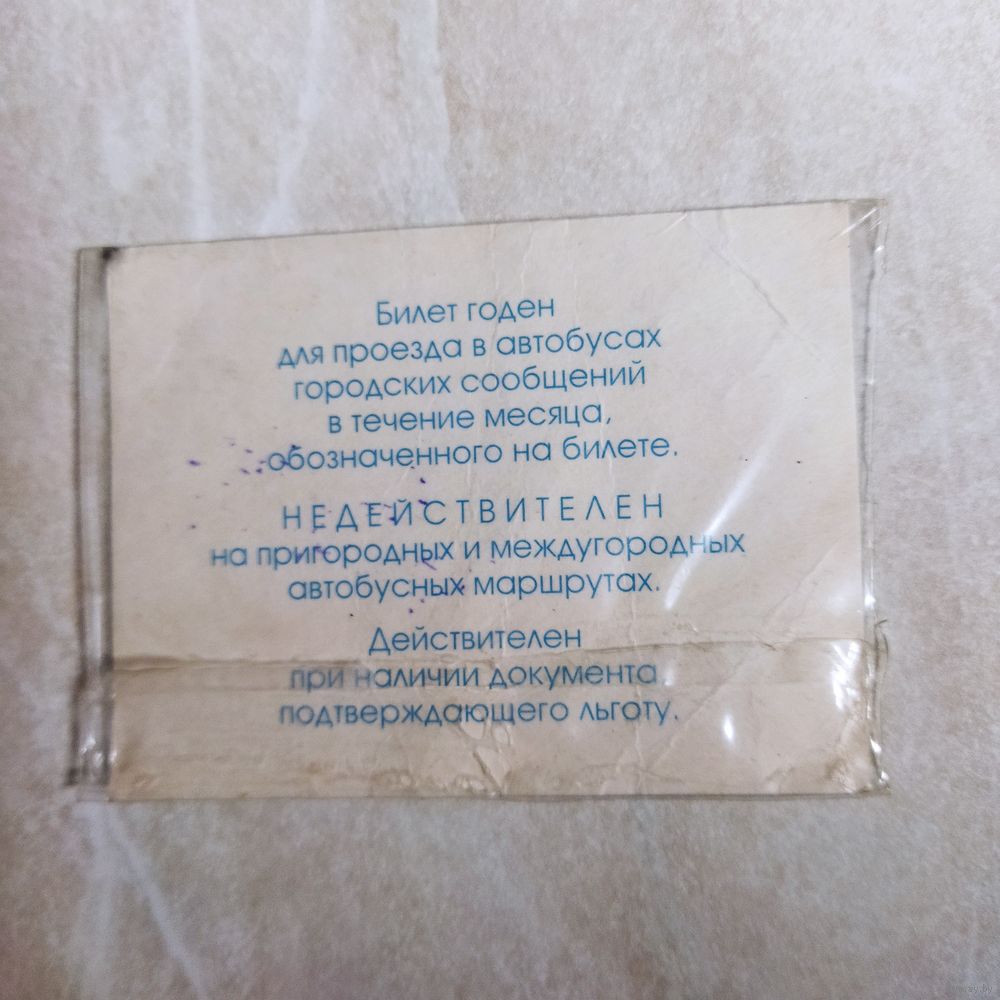 Билет годен
для проезда в автобусах
городских сообщений
в течение месяца,
обозначенного на билете.
НЕДЕЙСТВИТЕЛЕН
на пригородных и междугородных
автобусных маршрутах.
Действителен
при наличии документа,
подтверждающего льготу.